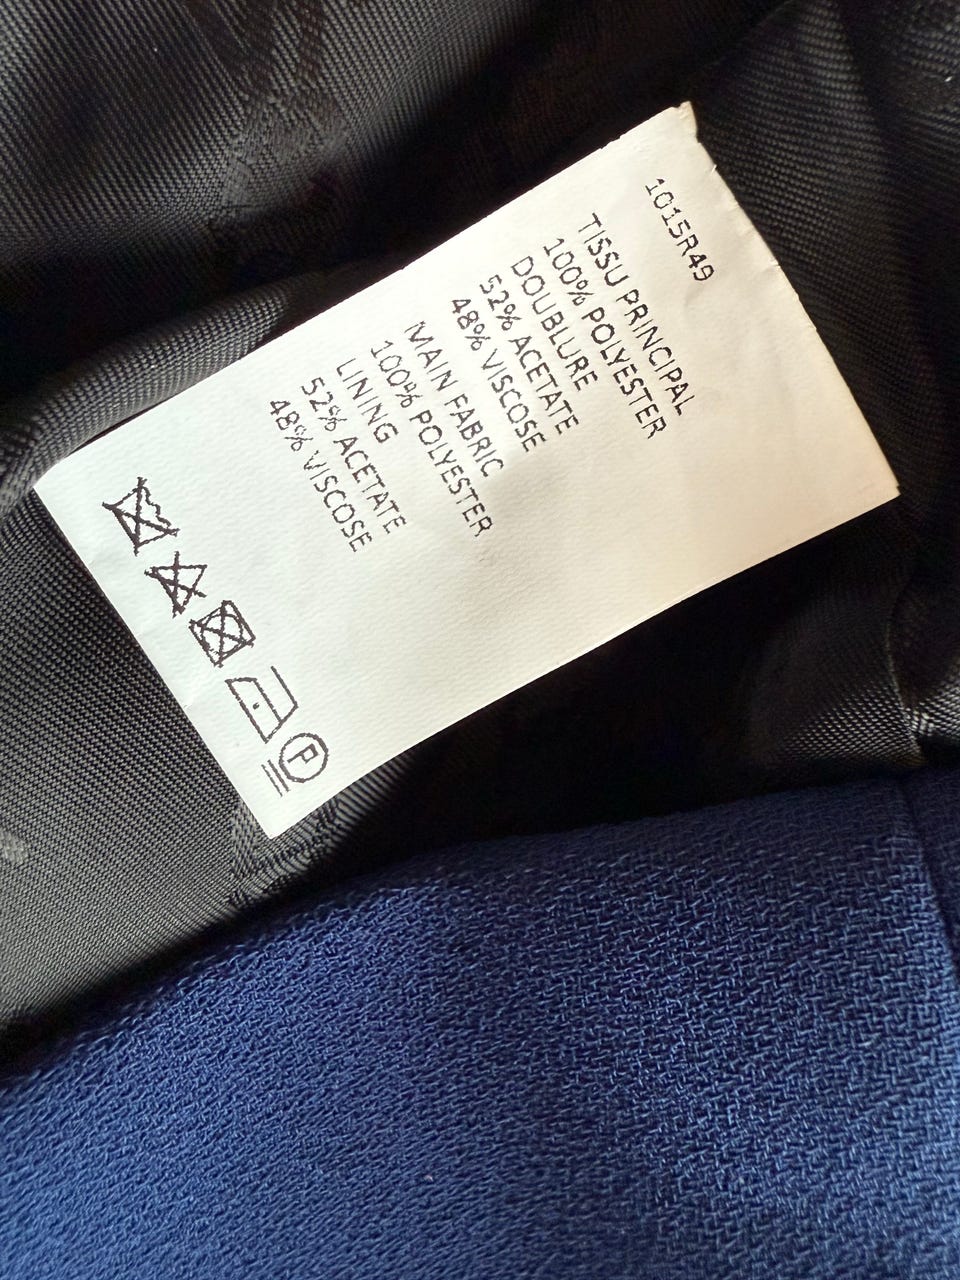 1015R49
TISSU PRINCIPAL
100% POLYESTER
DOUBLURE
52% ACETATE
48% VISCOSE
MAIN FABRIC
100% POLYESTER
LINING
52% ACETATE
48% VISCOSE
P